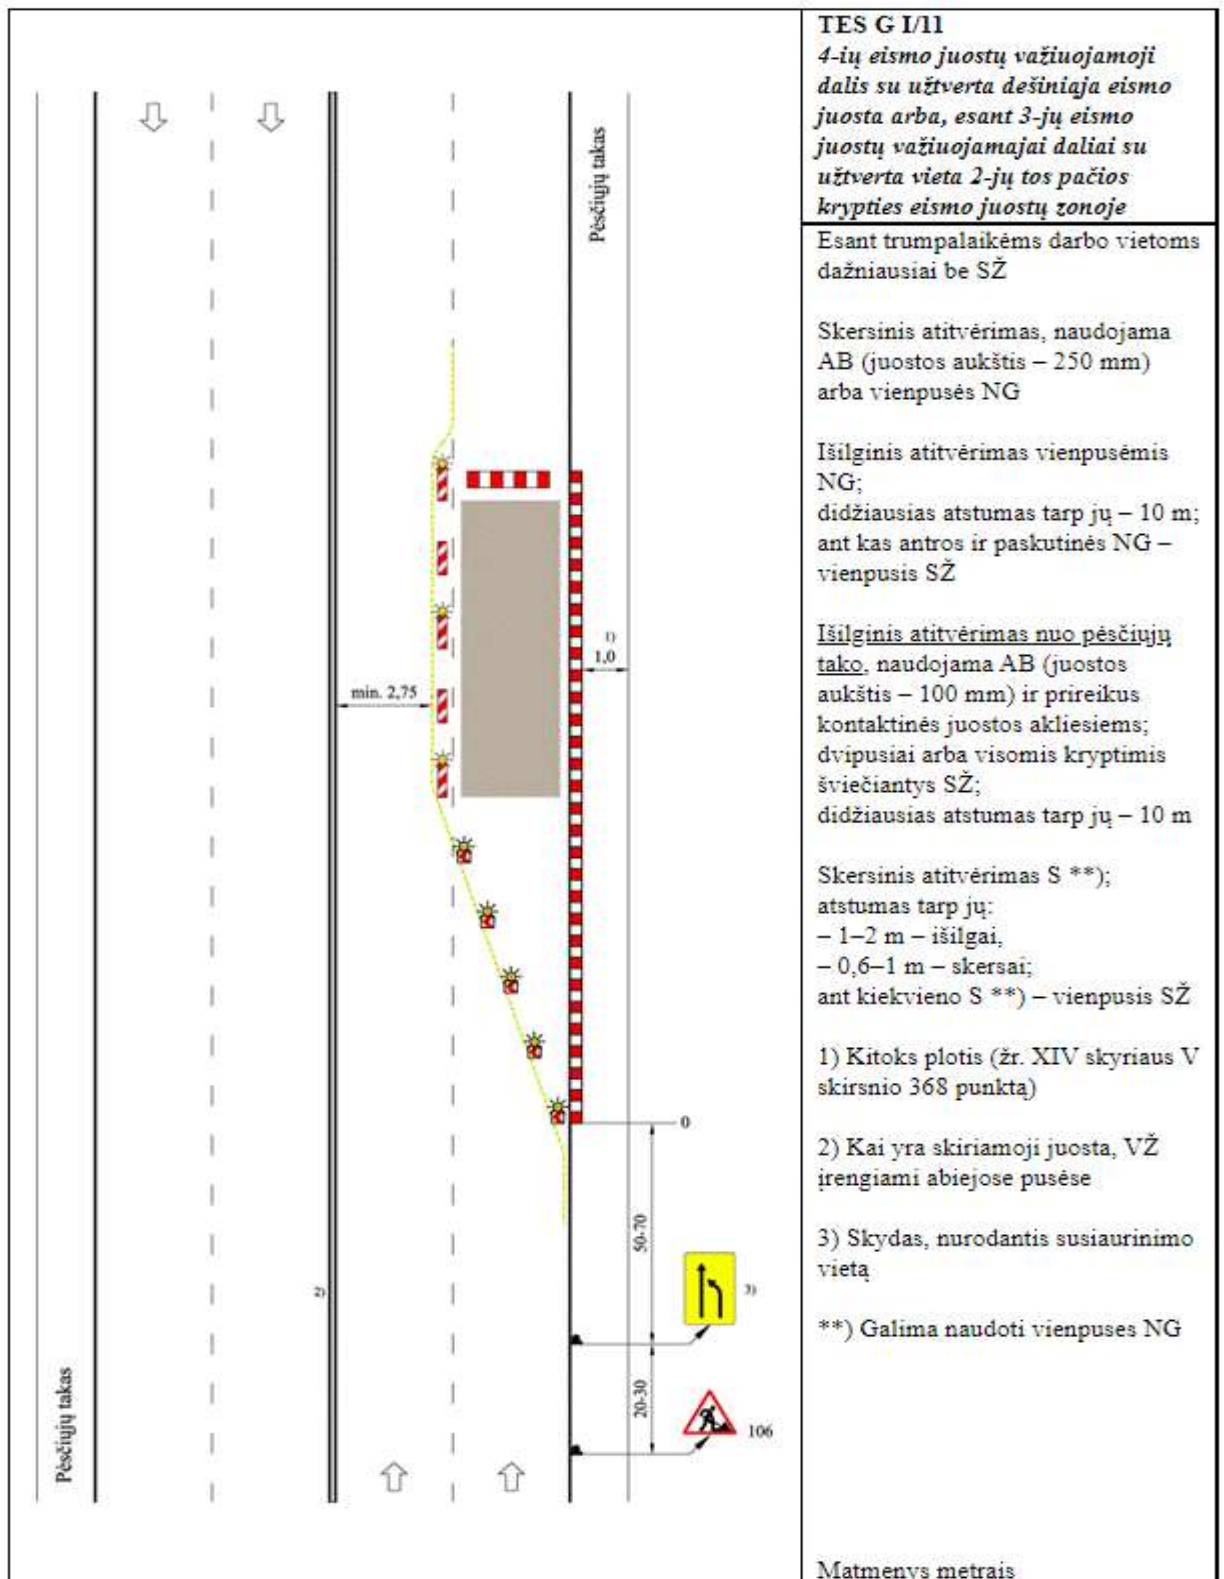 TES G I/11
4-ių eismo juostų važiuojamoji
dalis su užtverta dešiniąja eismo
juosta arba, esant 3-jų eismo
juostų važiuojamajai daliai su
užtverta vieta 2-jų tos pačios
krypties eismo juostų zonoje
Esant trumpalaikėms darbo vietoms
dažniausiai be SŽ
Skersinis atitvėrimas, naudojama
AB (juostos aukštis – 250 mm)
arba vienpusės NG
Išilginis atitvėrimas vienpusėmis
NG;
didžiausias atstumas tarp jų – 10 m;
ant kas antros ir paskutinės NG –
vienpusis SŽ
Išilginis atitvėrimas nuo pėsčiųjų
tako, naudojama AB (juostos
aukštis – 100 mm) ir prireikus
kontaktinės juostos akliesiems;
dvipusiai arba visomis kryptimis
šviečiantys SŽ;
didžiausias atstumas tarp jų – 10 m
Skersinis atitvėrimas S **);
atstumas tarp jų:
– 1–2 m – išilgai,
– 0,6–1 m – skersai;
ant kiekvieno S **) – vienpusis SŽ
1) Kitoks plotis (žr. XIV skyriaus V
skirsnio 368 punktą)
2) Kai yra skiriamoji juosta, VŽ
įrengiami abiejose pusėse
3) Skydas, nurodantis susiaurinimo
vietą
**) Galima naudoti vienpuses NG
Matmenys metrais
Pėsčiųjų takas
1)
1,0
min. 2,75
0
50-70
2)
3)
20-30
106
Pėsčiųjų takas